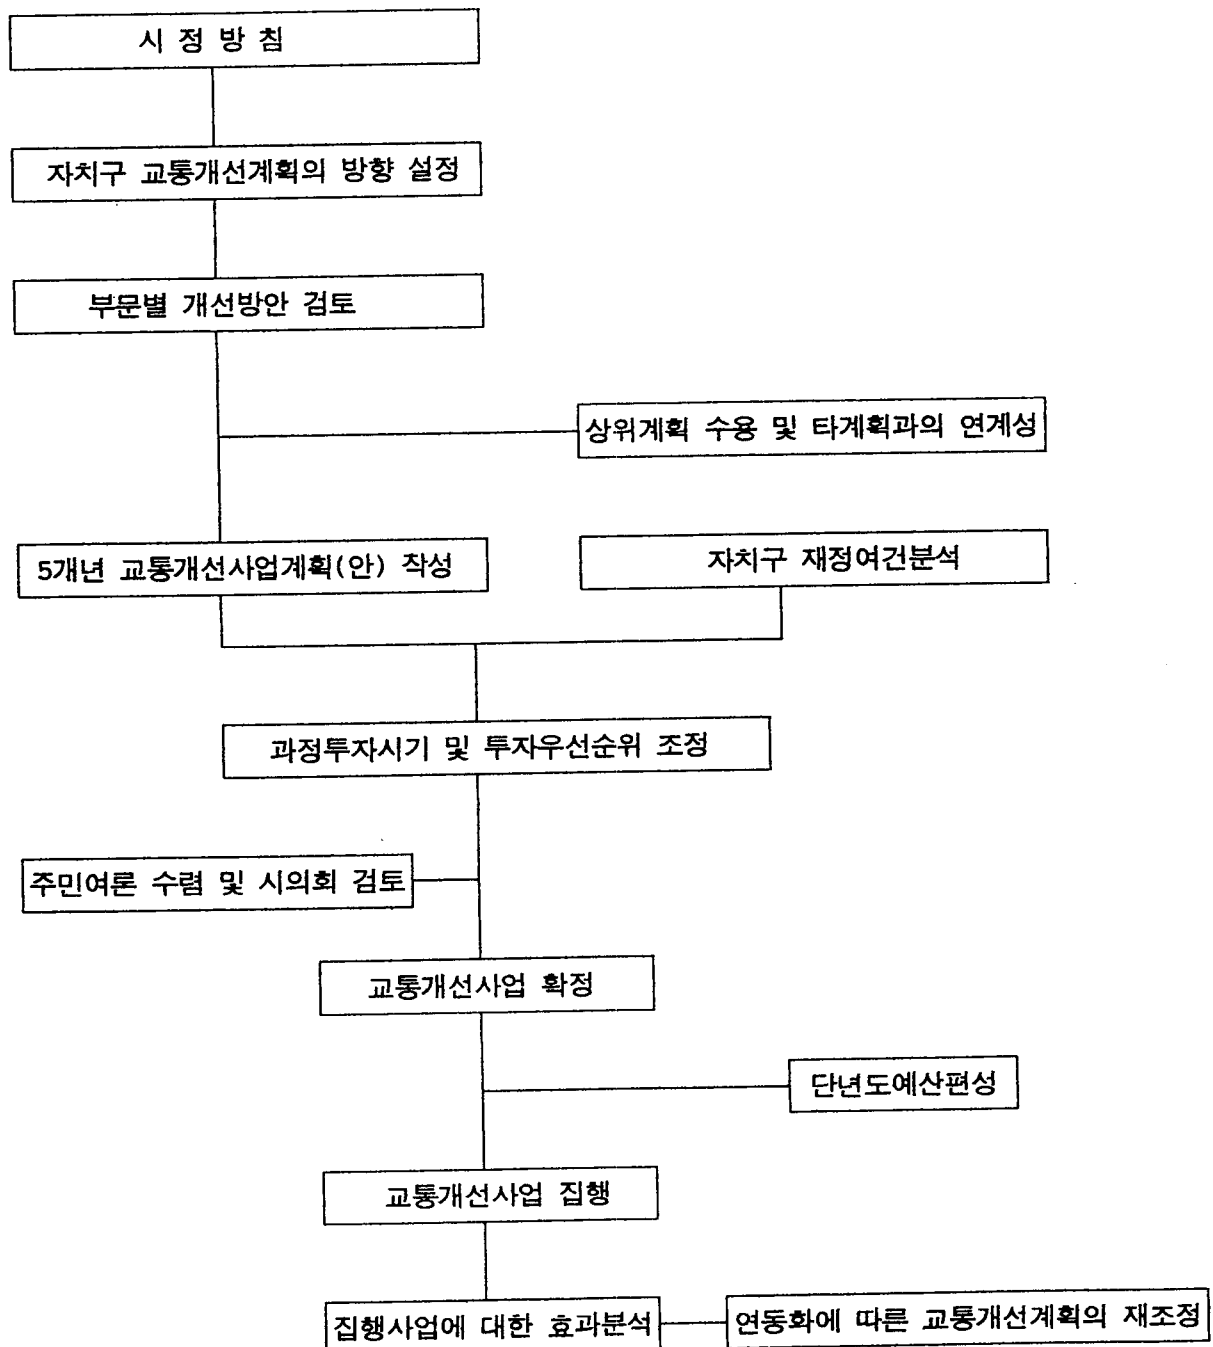 시 정 방 침
자치구 교통개선계획의 방향 설정
부문별 개선방안 검토
상위계획 수용 및 타계획과의 연계성
5개년 교통개선사업계획(안) 작성
자치구 재정여건분석
과정투자시기 및 투자우선순위 조정
주민여론 수렴 및 시의회 검토
교통개선사업 확정
단년도예산편성
교통개선사업 집행
집행사업에 대한 효과분석
연동화에 따른 교통개선계획의 재조정